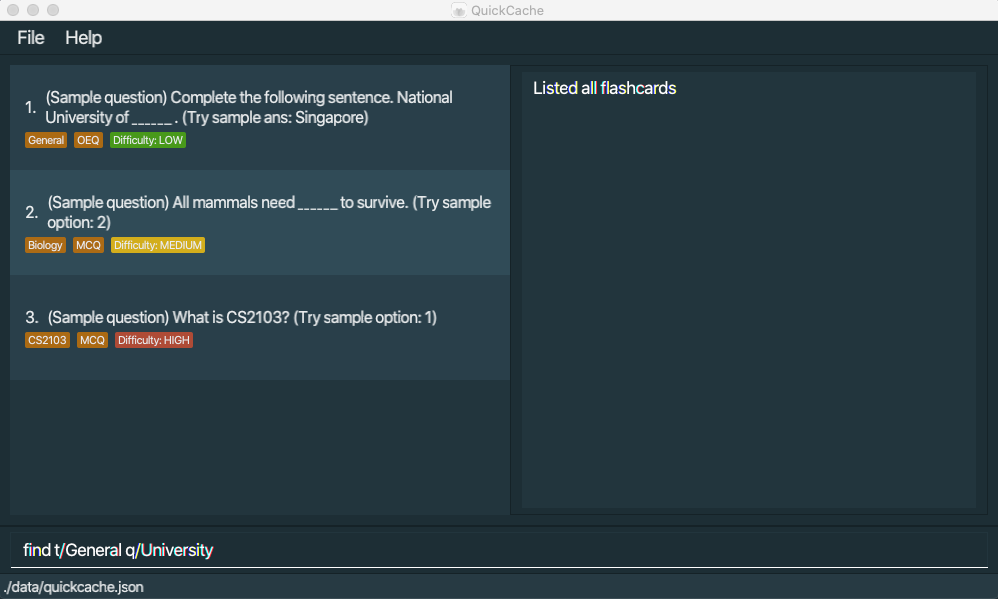 QuickCache
File Help
1. (Sample question) Complete the following sentence. National
University of ______ . (Try sample ans: Singapore)
General OEQ Difficulty: LOW
2. (Sample question) All mammals need ______ to survive. (Try sample
option: 2)
Biology MCQ Difficulty: MEDIUM
3. (Sample question) What is CS2103? (Try sample option: 1)
CS2103 MCQ Difficulty: HIGH
Listed all flashcards
find t/General q/University
./data/quickcache.json